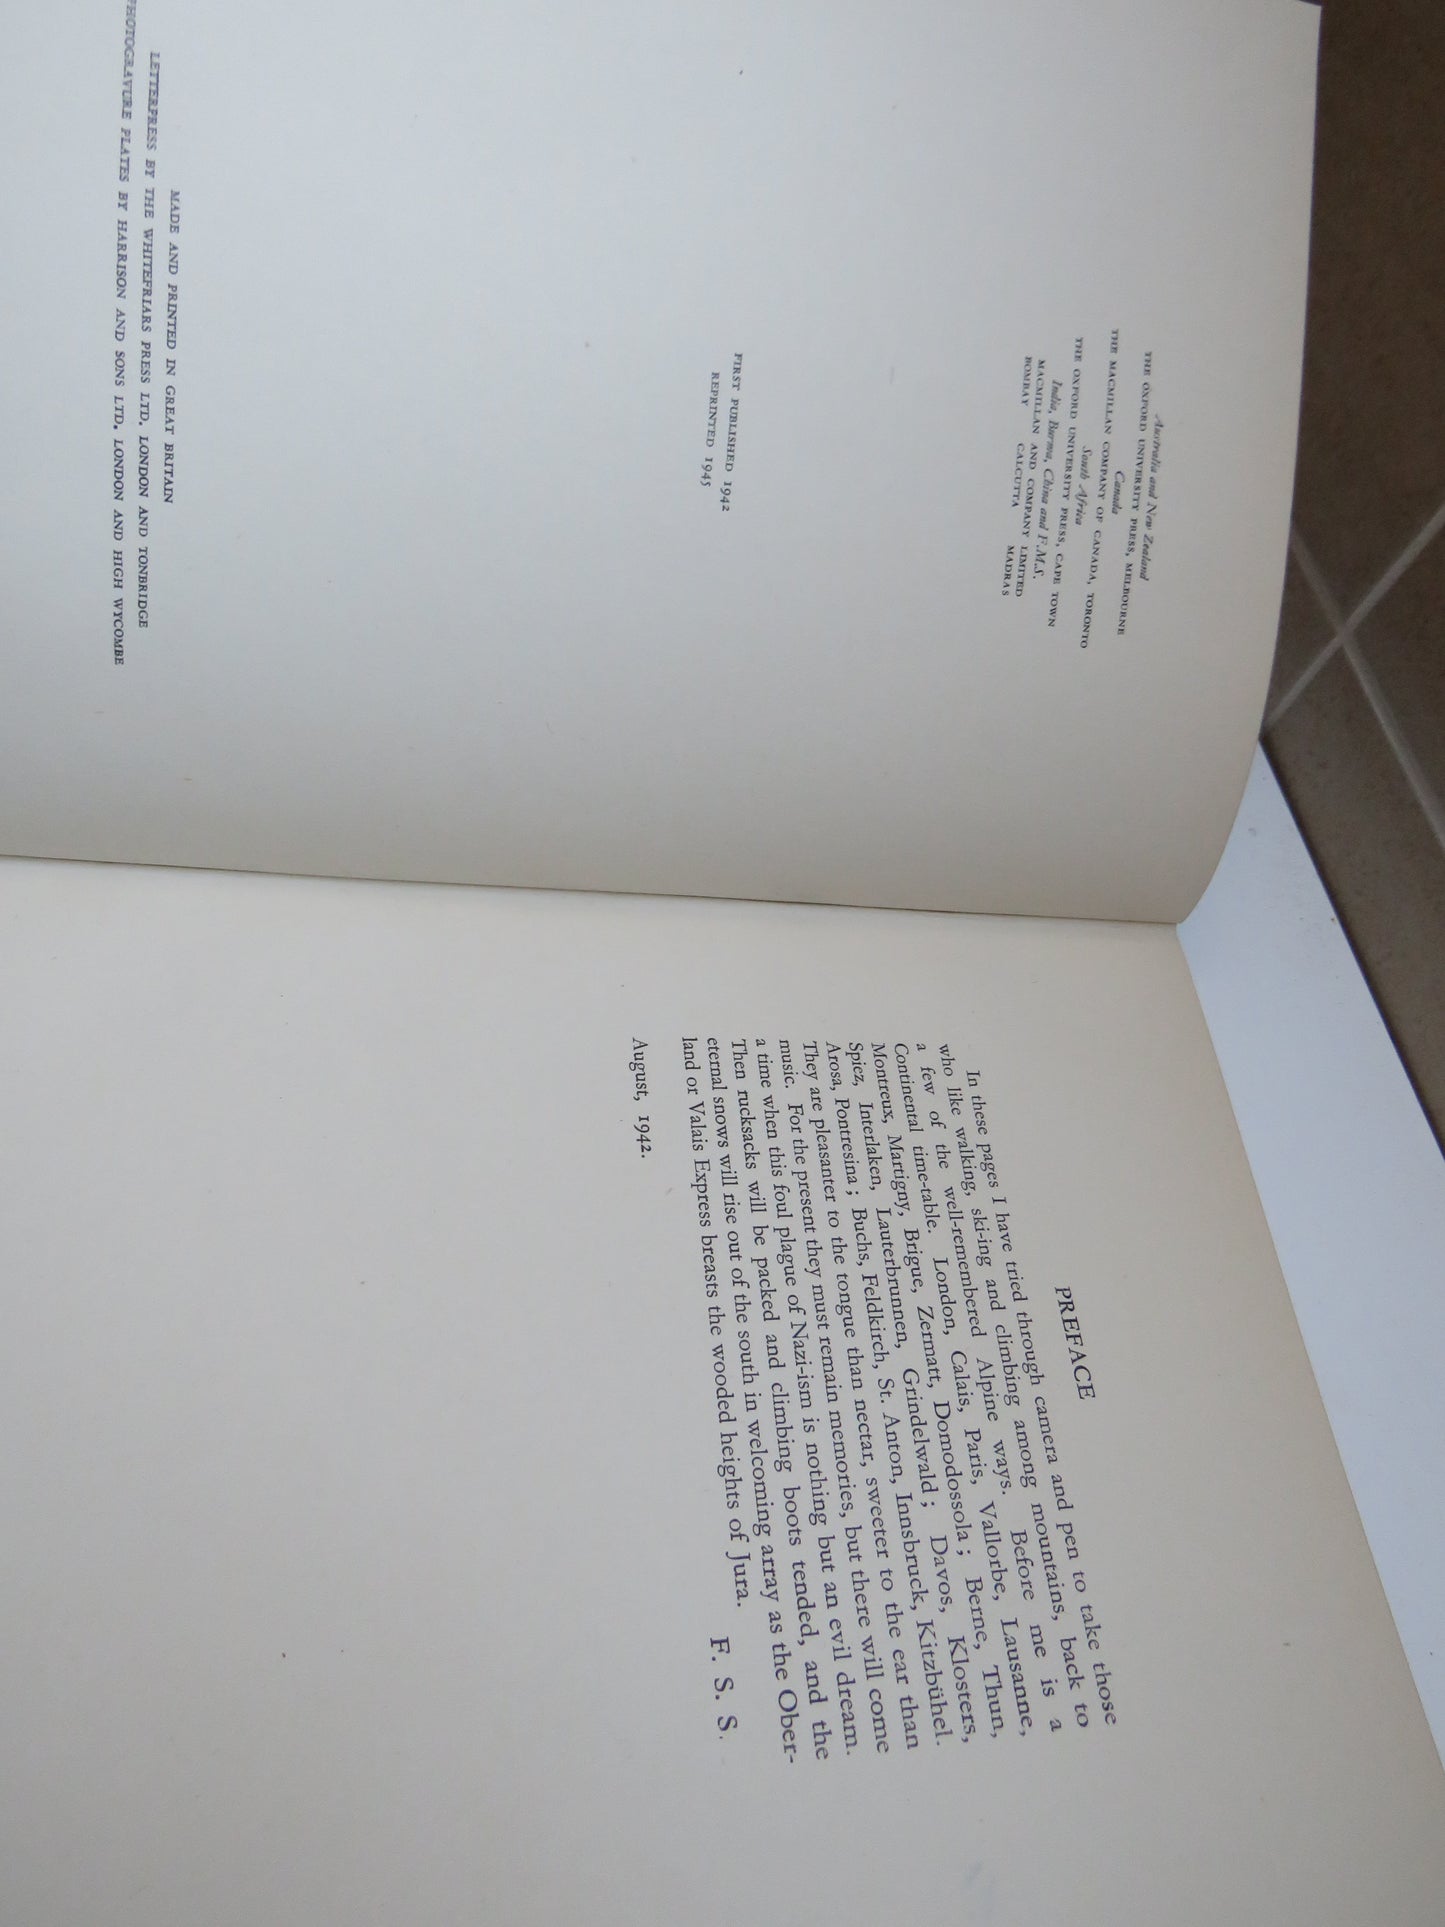 Australia and New Zealand
THE OXFORD UNIVERSITY PRESS, MELBOURNE
Canada
THE MACMILLAN COMPANY OF CANADA, TORONTO
South Africa
THE OXFORD UNIVERSITY PRESS, CAPE TOWN
India, Burma, China and F.M.S.
MACMILLAN AND COMPANY LIMITED
BOMBAY CALCUTTA MADRAS
FIRST PUBLISHED 1942
REPRINTED 1945
MADE AND PRINTED IN GREAT BRITAIN
LETTERPRESS BY THE WHITEFRIARS PRESS LTD. LONDON AND TONBRIDGE
PHOTOGRAVURE PLATES BY HARRISON AND SONS LTD. LONDON AND HIGH WYCOMBE
PREFACE
In these pages I have tried through camera and pen to take those
who like walking, ski-ing and climbing among mountains, back to
a few of the well-remembered Alpine ways. Before me is a
Continental time-table. London, Calais, Paris, Vallorbe, Lausanne,
Montreux, Martigny, Brigue, Zermatt, Domodossola; Berne, Thun,
Spiez, Interlaken, Lauterbrunnen, Grindelwald; Davos, Klosters,
Arosa, Pontresina; Buchs, Feldkirch, St. Anton, Innsbruck, Kitzbühel.
They are pleasanter to the tongue than nectar, sweeter to the ear than
music. For the present they must remain memories, but there will come
a time when this foul plague of Nazi-ism is nothing but an evil dream.
Then rucksacks will be packed and climbing boots tended, and the
eternal snows will rise out of the south in welcoming array as the Ober-
land or Valais Express breasts the wooded heights of Jura.
F. S. S.
August, 1942.